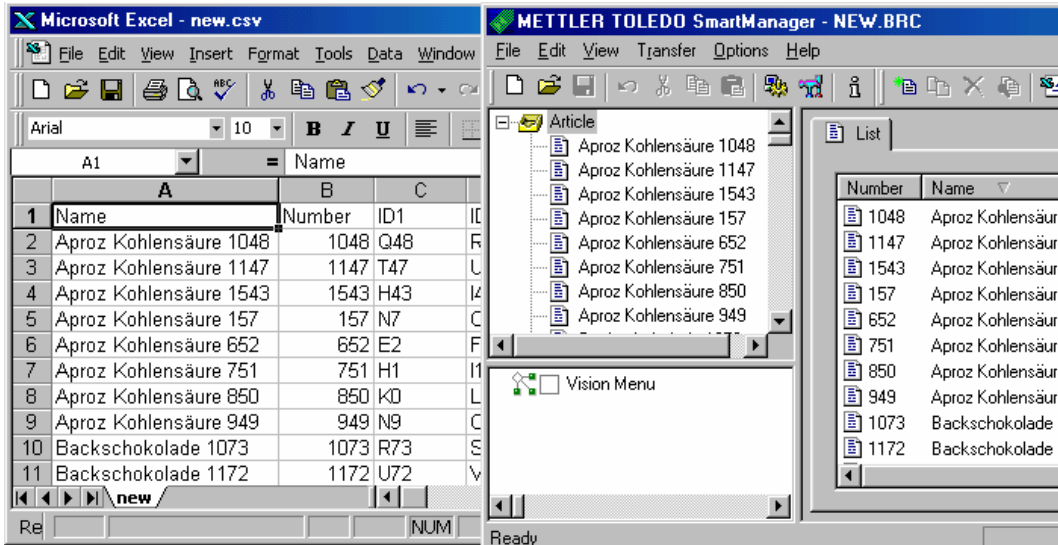 Microsoft Excel - new.csv
File Edit View Insert Format Tools Data Window
ABC
Arial 10 B I U
A1 = Name
A B C
1 Name Number ID1
2 Aproz Kohlensäure 1048 1048 Q48
3 Aproz Kohlensäure 1147 1147 T47
4 Aproz Kohlensäure 1543 1543 H43
5 Aproz Kohlensäure 157 157 N7
6 Aproz Kohlensäure 652 652 E2
7 Aproz Kohlensäure 751 751 H1
8 Aproz Kohlensäure 850 850 K0
9 Aproz Kohlensäure 949 949 N9
10 Backschokolade 1073 1073 R73
11 Backschokolade 1172 1172 U72
new
Re NUM
METTLER TOLEDO SmartManager - NEW.BRC
File Edit View Transfer Options Help
Article
Aproz Kohlensäure 1048
Aproz Kohlensäure 1147
Aproz Kohlensäure 1543
Aproz Kohlensäure 157
Aproz Kohlensäure 652
Aproz Kohlensäure 751
Aproz Kohlensäure 850
Aproz Kohlensäure 949
Vision Menu
List
Number Name
1048 Aproz Kohlensäur
1147 Aproz Kohlensäur
1543 Aproz Kohlensäur
157 Aproz Kohlensäur
652 Aproz Kohlensäur
751 Aproz Kohlensäur
850 Aproz Kohlensäur
949 Aproz Kohlensäur
1073 Backschokolade
1172 Backschokolade
Ready